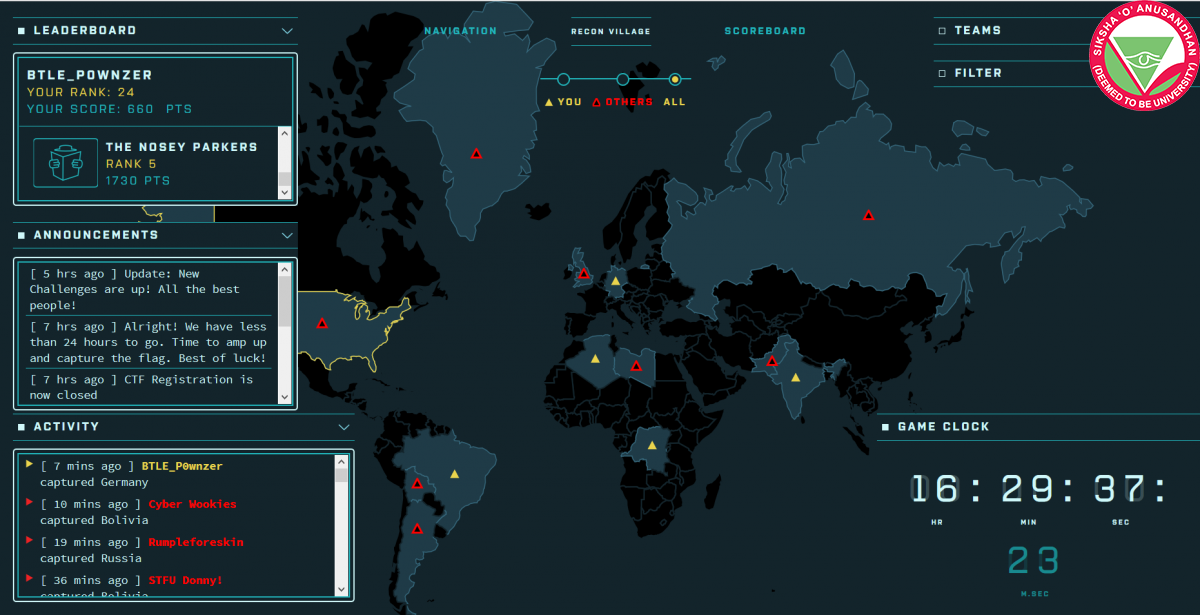 LEADERBOARD
BTLE_P0WNZER
YOUR RANK: 24
YOUR SCORE: 660 PTS
THE NOSEY PARKERS
RANK 5
1730 PTS
ANNOUNCEMENTS
[ 5 hrs ago ] Update: New
Challenges are up! All the best
people!
[ 7 hrs ago ] Alright! We have less
than 24 hours to go. Time to amp up
and capture the flag. Best of luck!
[ 7 hrs ago ] CTF Registration is
now closed
ACTIVITY
[ 7 mins ago ] BTLE_P0wnzer
captured Germany
[ 10 mins ago ] Cyber Wookies
captured Bolivia
[ 19 mins ago ] Rumpleforeskin
captured Russia
[ 36 mins ago ] STFU Donny!
captured Bolivia
NAVIGATION
RECON VILLAGE
SCOREBOARD
YOU OTHERS ALL
TEAMS
FILTER
SIKSHA 'O' ANUSANDHAN
(DEEMED TO BE UNIVERSITY)
GAME CLOCK
16: 29: 37:
HR MIN SEC
23
M.SEC